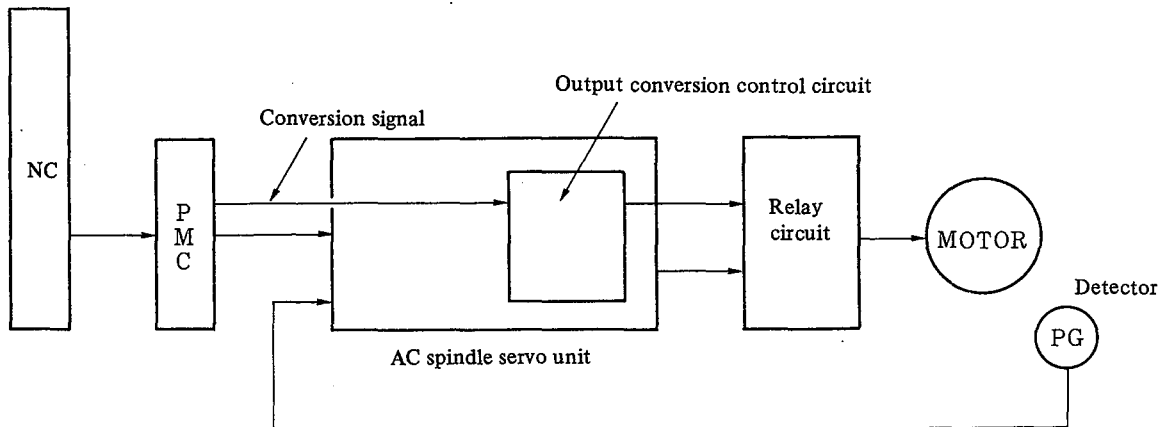 Output conversion control circuit
Conversion signal
NC
P
M
C
Relay
circuit
MOTOR
Detector
PG
AC spindle servo unit